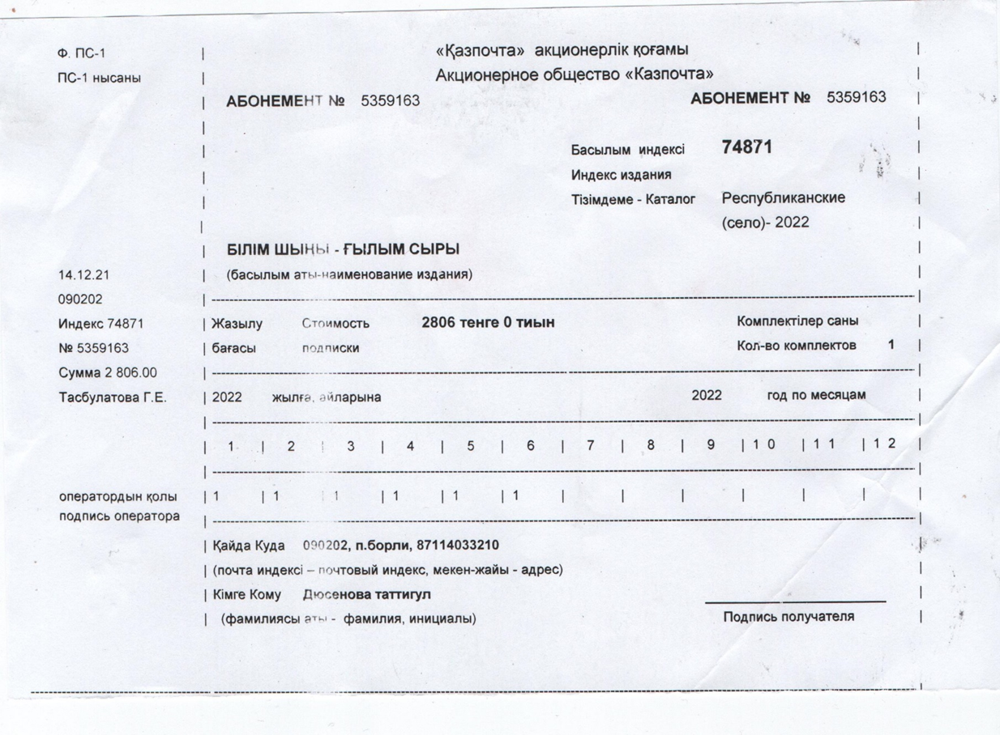 Ф. ПС-1
ПС-1 нысаны
«Қазпочта» акционерлік қоғамы
Акционерное общество «Казпочта»
АБОНЕМЕНТ № 5359163
АБОНЕМЕНТ № 5359163
Басылым индексі 74871
Индекс издания
Тізімдеме - Каталог Республиканские
(село)- 2022
БІЛІМ ШЫҢЫ - ҒЫЛЫМ СЫРЫ
(басылым аты-наименование издания)
14.12.21
090202
Индекс 74871
№ 5359163
Сумма 2 806.00
Тасбулатова Г.Е.
Жазылу Стоимость 2806 тенге 0 тиын Комплектілер саны
бағасы подписки Кол-во комплектов 1
2022 жылға, айларына 2022 год по месяцам
| 1 | 2 | 3 | 4 | 5 | 6 | 7 | 8 | 9 | 10 | 11 | 12 |
| 1 | 1 | 1 | 1 | 1 | 1 | | | | | | |
оператордын қолы
подпись оператора
Қайда Куда 090202, п.борли, 87114033210
(почта индексі – почтовый индекс, мекен-жайы - адрес)
Кімге Кому Дюсенова таттигул
(фамилиясы аты - фамилия, инициалы)
Подпись получателя